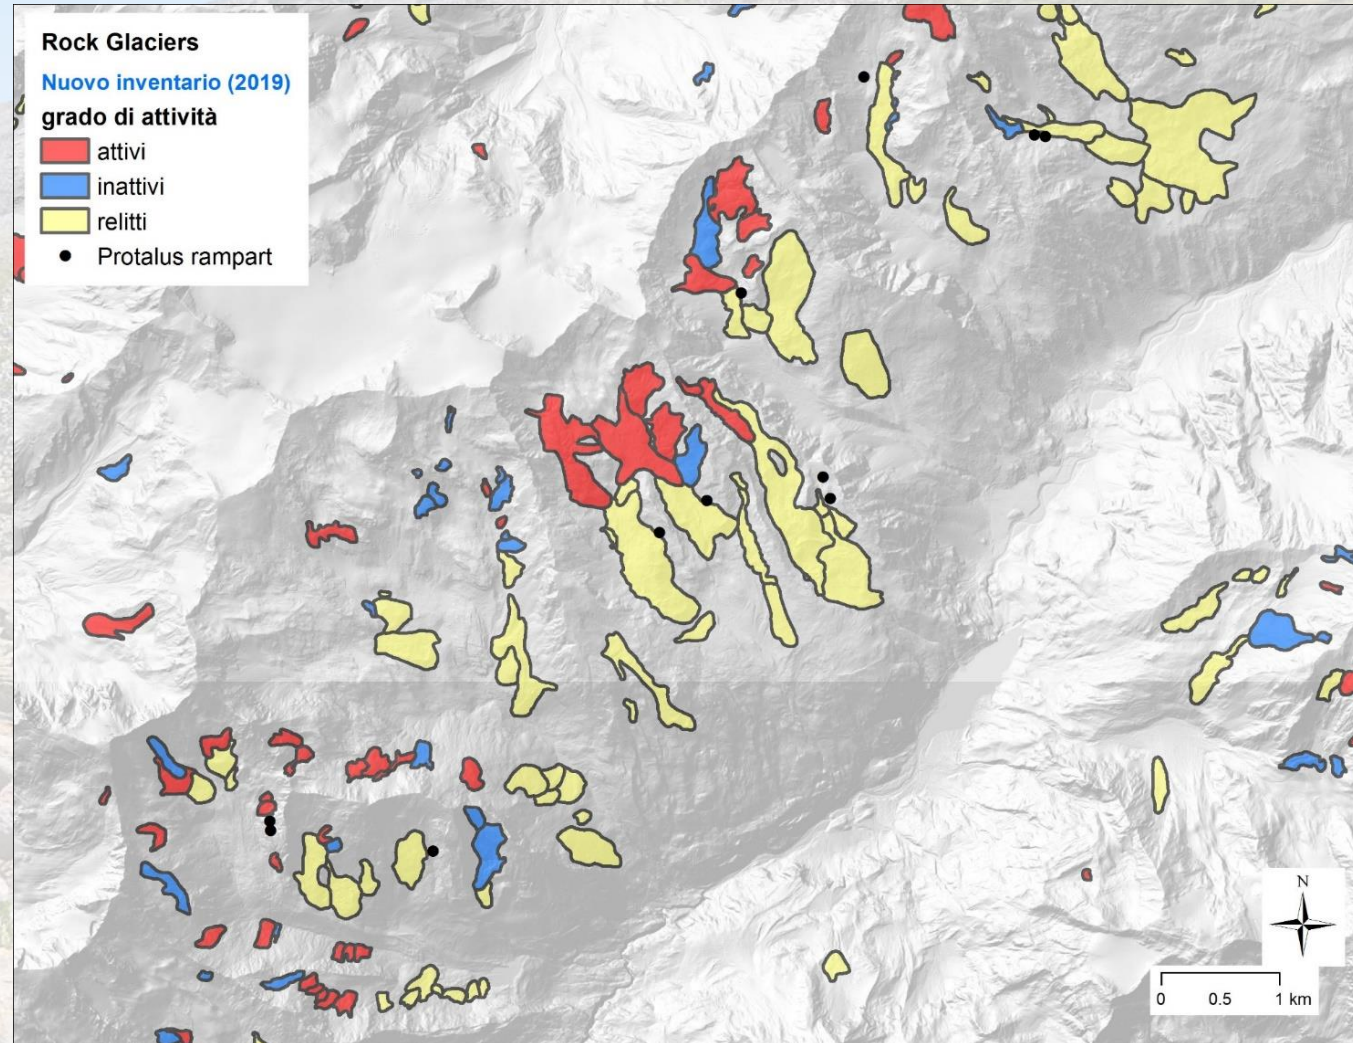 Rock Glaciers
Nuovo inventario (2019)
grado di attività
attivi
inattivi
relitti
Protalus rampart
N
0 0.5 1 km